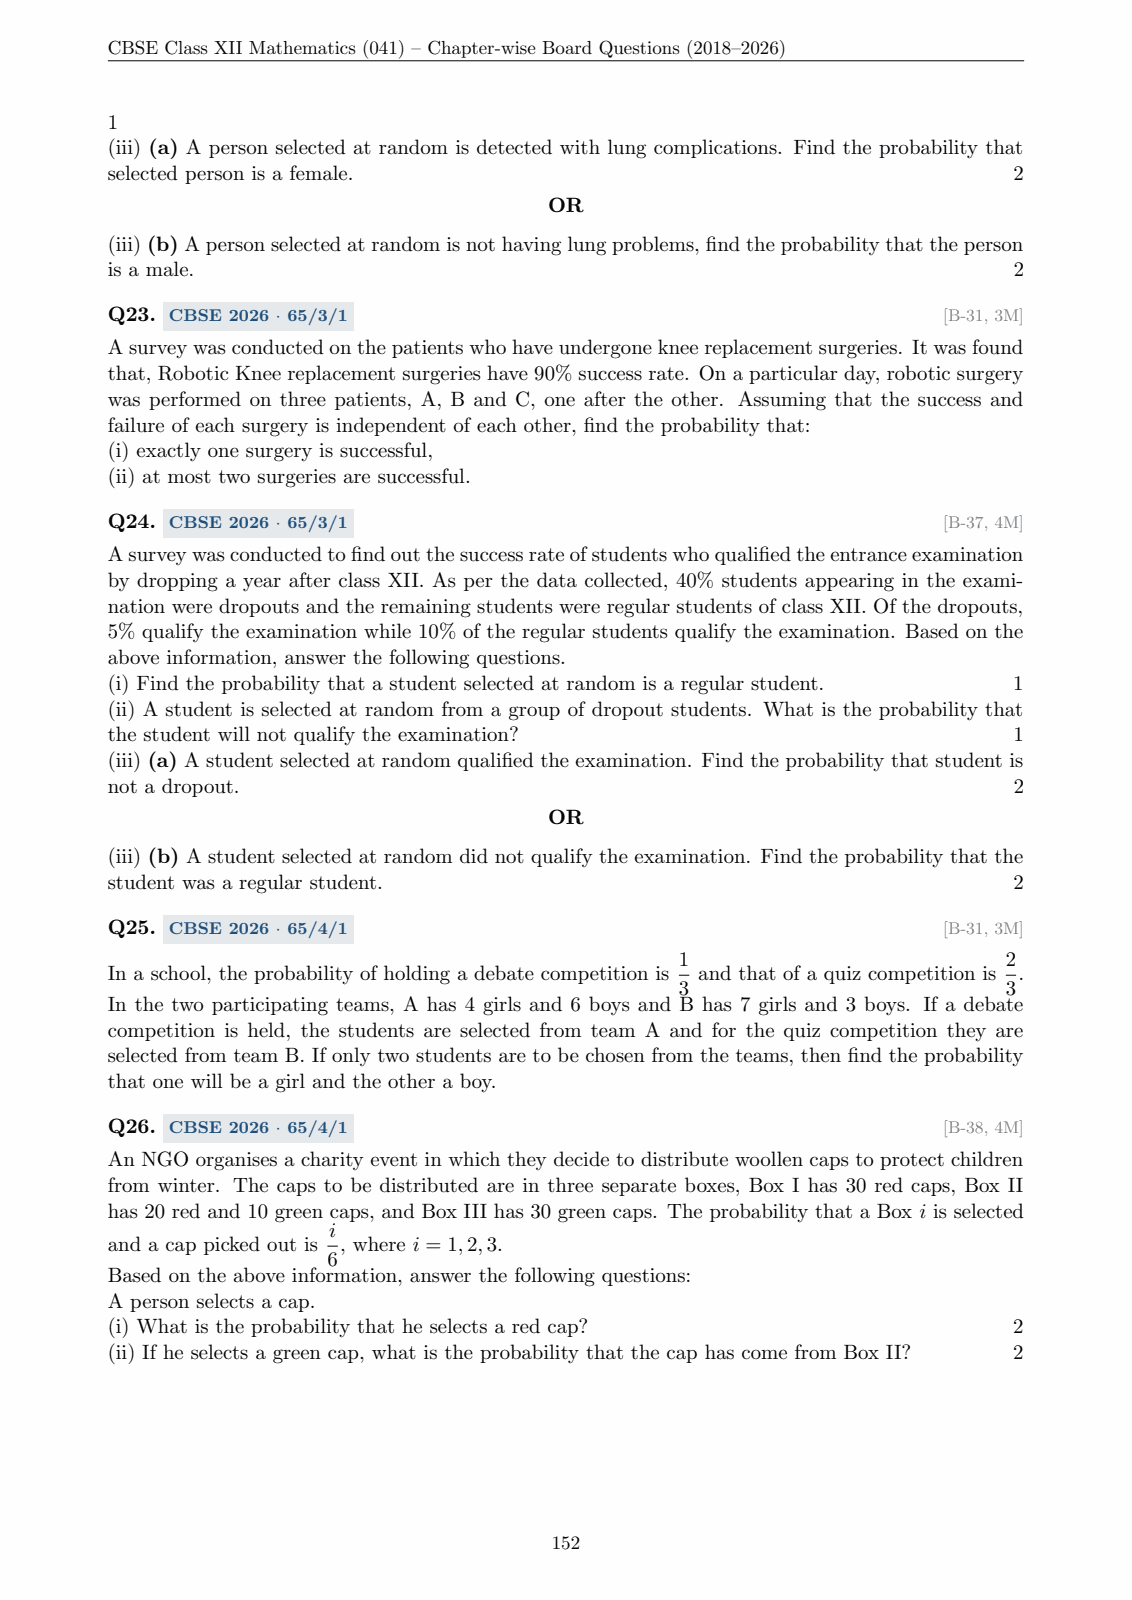 CBSE Class XII Mathematics (041) – Chapter-wise Board Questions (2018–2026)
1
(iii) (a) A person selected at random is detected with lung complications. Find the probability that
selected person is a female. 2
OR
(iii) (b) A person selected at random is not having lung problems, find the probability that the person
is a male. 2
Q23. CBSE 2026 · 65/3/1 [B-31, 3M]
A survey was conducted on the patients who have undergone knee replacement surgeries. It was found
that, Robotic Knee replacement surgeries have 90% success rate. On a particular day, robotic surgery
was performed on three patients, A, B and C, one after the other. Assuming that the success and
failure of each surgery is independent of each other, find the probability that:
(i) exactly one surgery is successful,
(ii) at most two surgeries are successful.
Q24. CBSE 2026 · 65/3/1 [B-37, 4M]
A survey was conducted to find out the success rate of students who qualified the entrance examination
by dropping a year after class XII. As per the data collected, 40% students appearing in the exami-
nation were dropouts and the remaining students were regular students of class XII. Of the dropouts,
5% qualify the examination while 10% of the regular students qualify the examination. Based on the
above information, answer the following questions.
(i) Find the probability that a student selected at random is a regular student. 1
(ii) A student is selected at random from a group of dropout students. What is the probability that
the student will not qualify the examination? 1
(iii) (a) A student selected at random qualified the examination. Find the probability that student is
not a dropout. 2
OR
(iii) (b) A student selected at random did not qualify the examination. Find the probability that the
student was a regular student. 2
Q25. CBSE 2026 · 65/4/1 [B-31, 3M]
In a school, the probability of holding a debate competition is 1/3 and that of a quiz competition is 2/3.
In the two participating teams, A has 4 girls and 6 boys and B has 7 girls and 3 boys. If a debate
competition is held, the students are selected from team A and for the quiz competition they are
selected from team B. If only two students are to be chosen from the teams, then find the probability
that one will be a girl and the other a boy.
Q26. CBSE 2026 · 65/4/1 [B-38, 4M]
An NGO organises a charity event in which they decide to distribute woollen caps to protect children
from winter. The caps to be distributed are in three separate boxes, Box I has 30 red caps, Box II
has 20 red and 10 green caps, and Box III has 30 green caps. The probability that a Box i is selected
and a cap picked out is i/6, where i = 1, 2, 3.
Based on the above information, answer the following questions:
A person selects a cap.
(i) What is the probability that he selects a red cap? 2
(ii) If he selects a green cap, what is the probability that the cap has come from Box II? 2
152